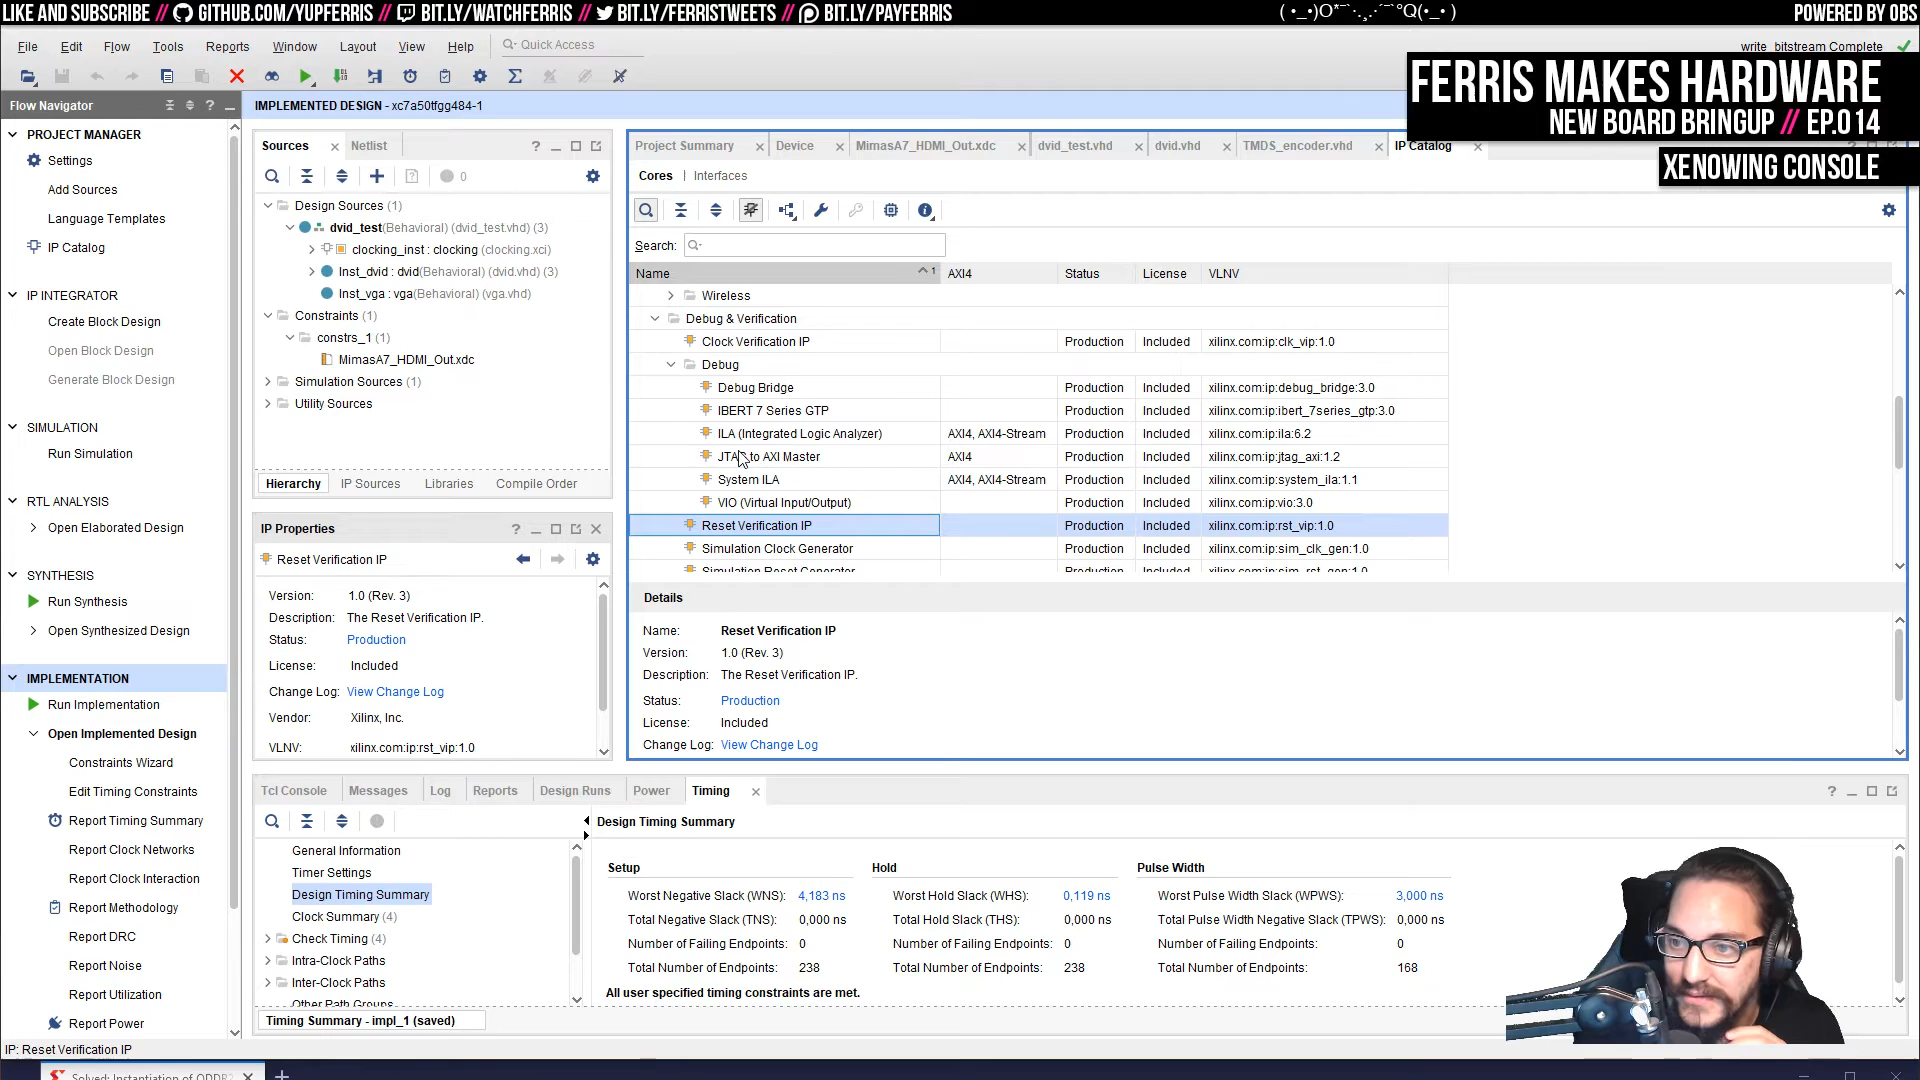 LIKE AND SUBSCRIBE // GITHUB.COM/YUPFERRIS // BIT.LY/WATCHFERRIS // BIT.LY/FERRISTWEETS // BIT.LY/PAYFERRIS
POWERED BY OBS
File Edit Flow Tools Reports Window Layout View Help Quick Access
write_bitstream Complete
FERRIS MAKES HARDWARE
NEW BOARD BRINGUP // EP.014
XENOWING CONSOLE
Flow Navigator
IMPLEMENTED DESIGN - xc7a50tfgg484-1
PROJECT MANAGER
Settings
Add Sources
Language Templates
IP Catalog
IP INTEGRATOR
Create Block Design
Open Block Design
Generate Block Design
SIMULATION
Run Simulation
RTL ANALYSIS
Open Elaborated Design
SYNTHESIS
Run Synthesis
Open Synthesized Design
IMPLEMENTATION
Run Implementation
Open Implemented Design
Constraints Wizard
Edit Timing Constraints
Report Timing Summary
Report Clock Networks
Report Clock Interaction
Report Methodology
Report DRC
Report Noise
Report Utilization
Report Power
Sources Netlist
0
Design Sources (1)
dvid_test(Behavioral) (dvid_test.vhd) (3)
clocking_inst : clocking (clocking.xci)
Inst_dvid : dvid(Behavioral) (dvid.vhd) (3)
Inst_vga : vga(Behavioral) (vga.vhd)
Constraints (1)
constrs_1 (1)
MimasA7_HDMI_Out.xdc
Simulation Sources (1)
Utility Sources
Hierarchy IP Sources Libraries Compile Order
IP Properties
Reset Verification IP
Version: 1.0 (Rev. 3)
Description: The Reset Verification IP.
Status: Production
License: Included
Change Log: View Change Log
Vendor: Xilinx, Inc.
VLNV: xilinx.com:ip:rst_vip:1.0
Project Summary Device MimasA7_HDMI_Out.xdc dvid_test.vhd dvid.vhd TMDS_encoder.vhd IP Catalog
Cores | Interfaces
Search:
Name 1 AXI4 Status License VLNV
Wireless
Debug & Verification
Clock Verification IP Production Included xilinx.com:ip:clk_vip:1.0
Debug
Debug Bridge Production Included xilinx.com:ip:debug_bridge:3.0
IBERT 7 Series GTP Production Included xilinx.com:ip:ibert_7series_gtp:3.0
ILA (Integrated Logic Analyzer) AXI4, AXI4-Stream Production Included xilinx.com:ip:ila:6.2
JTAG to AXI Master AXI4 Production Included xilinx.com:ip:jtag_axi:1.2
System ILA AXI4, AXI4-Stream Production Included xilinx.com:ip:system_ila:1.1
VIO (Virtual Input/Output) Production Included xilinx.com:ip:vio:3.0
Reset Verification IP Production Included xilinx.com:ip:rst_vip:1.0
Simulation Clock Generator Production Included xilinx.com:ip:sim_clk_gen:1.0
Simulation Reset Generator Production Included xilinx.com:ip:sim_rst_gen:1.0
Details
Name: Reset Verification IP
Version: 1.0 (Rev. 3)
Description: The Reset Verification IP.
Status: Production
License: Included
Change Log: View Change Log
Tcl Console Messages Log Reports Design Runs Power Timing
General Information
Timer Settings
Design Timing Summary
Clock Summary (4)
Check Timing (4)
Intra-Clock Paths
Inter-Clock Paths
Other Path Groups
Timing Summary - impl_1 (saved)
Design Timing Summary
Setup Hold Pulse Width
Worst Negative Slack (WNS): 4,183 ns Worst Hold Slack (WHS): 0,119 ns Worst Pulse Width Slack (WPWS): 3,000 ns
Total Negative Slack (TNS): 0,000 ns Total Hold Slack (THS): 0,000 ns Total Pulse Width Negative Slack (TPWS): 0,000 ns
Number of Failing Endpoints: 0 Number of Failing Endpoints: 0 Number of Failing Endpoints: 0
Total Number of Endpoints: 238 Total Number of Endpoints: 238 Total Number of Endpoints: 168
All user specified timing constraints are met.
IP: Reset Verification IP
Solved: Instantiation of ODDR2